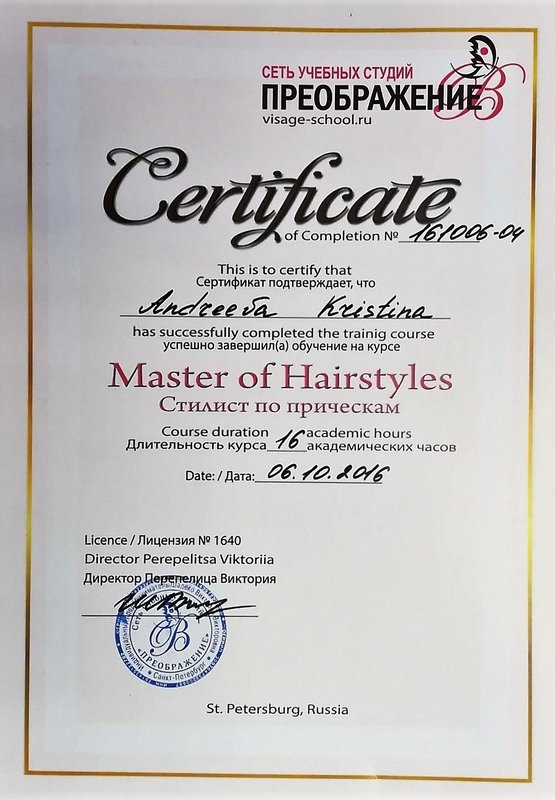 СЕТЬ УЧЕБНЫХ СТУДИЙ
ПРЕОБРАЖЕНИЕ
visage-school.ru
Certificate
of Completion № 161006-04
This is to certify that
Сертификат подтверждает, что
Andreeва Kristina
has successfully completed the trainig course
успешно завершил(а) обучение на курсе
Master of Hairstyles
Стилист по прическам
Course duration 16 academic hours
Длительность курса академических часов
Date: / Дата: 06.10.2016
Licence / Лицензия № 1640
Director Perepelitsa Viktoriia
Директор Перепелица Виктория
В
«ПРЕОБРАЖЕНИЕ»
Санкт-Петербург
St. Petersburg, Russia